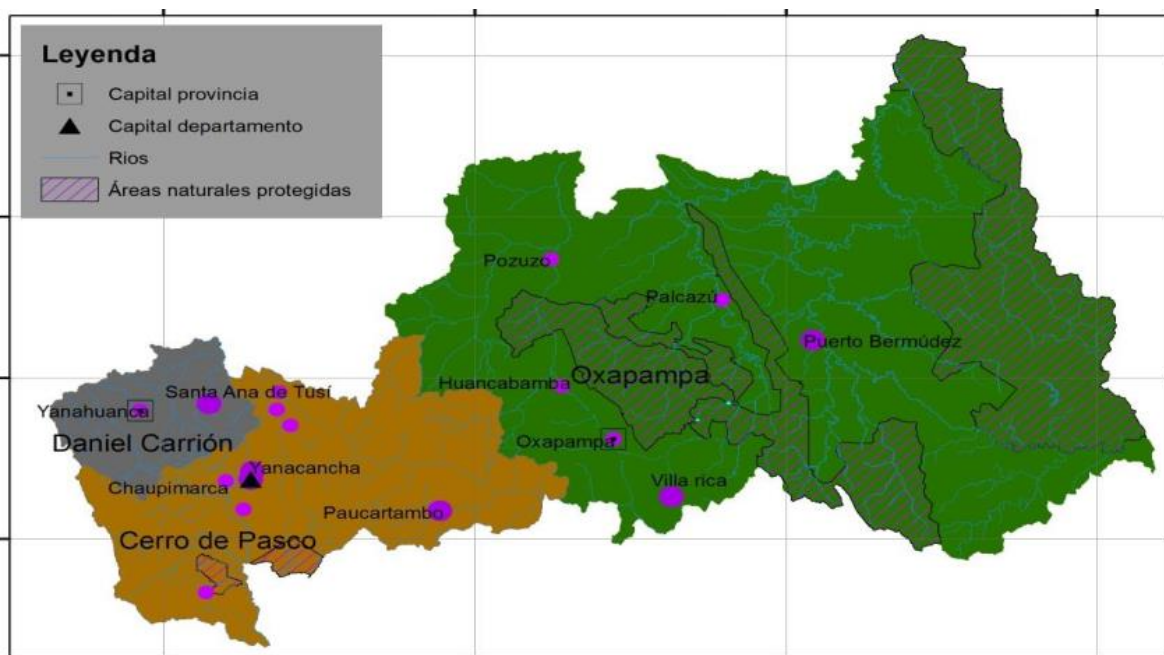 Leyenda
Capital provincia
Capital departamento
Rios
Áreas naturales protegidas
Pozuzo
Palcazú
Puerto Bermúdez
Huancabamba
Oxapampa
Santa Ana de Tusí
Yanahuanca
Daniel Carrión
Oxapampa
Yanacancha
Chaupimarca
Villa rica
Paucartambo
Cerro de Pasco